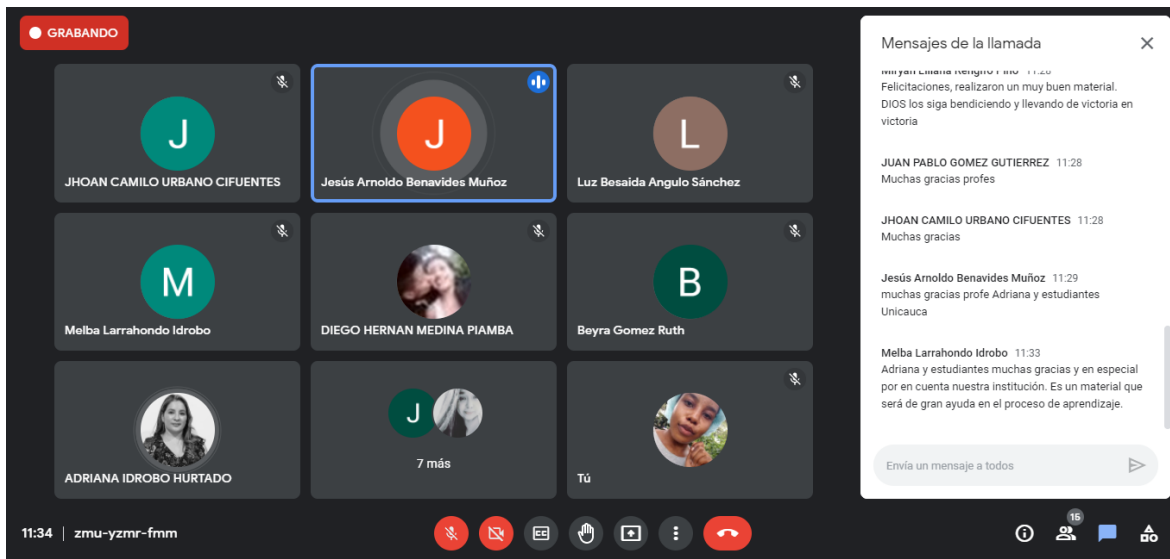 GRABANDO
J
JHOAN CAMILO URBANO CIFUENTES
J
Jesús Arnoldo Benavides Muñoz
L
Luz Besaida Angulo Sánchez
M
Melba Larrahondo Idrobo
DIEGO HERNAN MEDINA PIAMBA
B
Beyra Gomez Ruth
ADRIANA IDROBO HURTADO
J
7 más
Tú
Mensajes de la llamada
11:28
Felicitaciones, realizaron un muy buen material.
DIOS los siga bendiciendo y llevando de victoria en
victoria
JUAN PABLO GOMEZ GUTIERREZ 11:28
Muchas gracias profes
JHOAN CAMILO URBANO CIFUENTES 11:28
Muchas gracias
Jesús Arnoldo Benavides Muñoz 11:29
muchas gracias profe Adriana y estudiantes
Unicauca
Melba Larrahondo Idrobo 11:33
Adriana y estudiantes muchas gracias y en especial
por en cuenta nuestra institución. Es un material que
será de gran ayuda en el proceso de aprendizaje.
Envía un mensaje a todos
11:34 | zmu-yzmr-fmm
CC
15